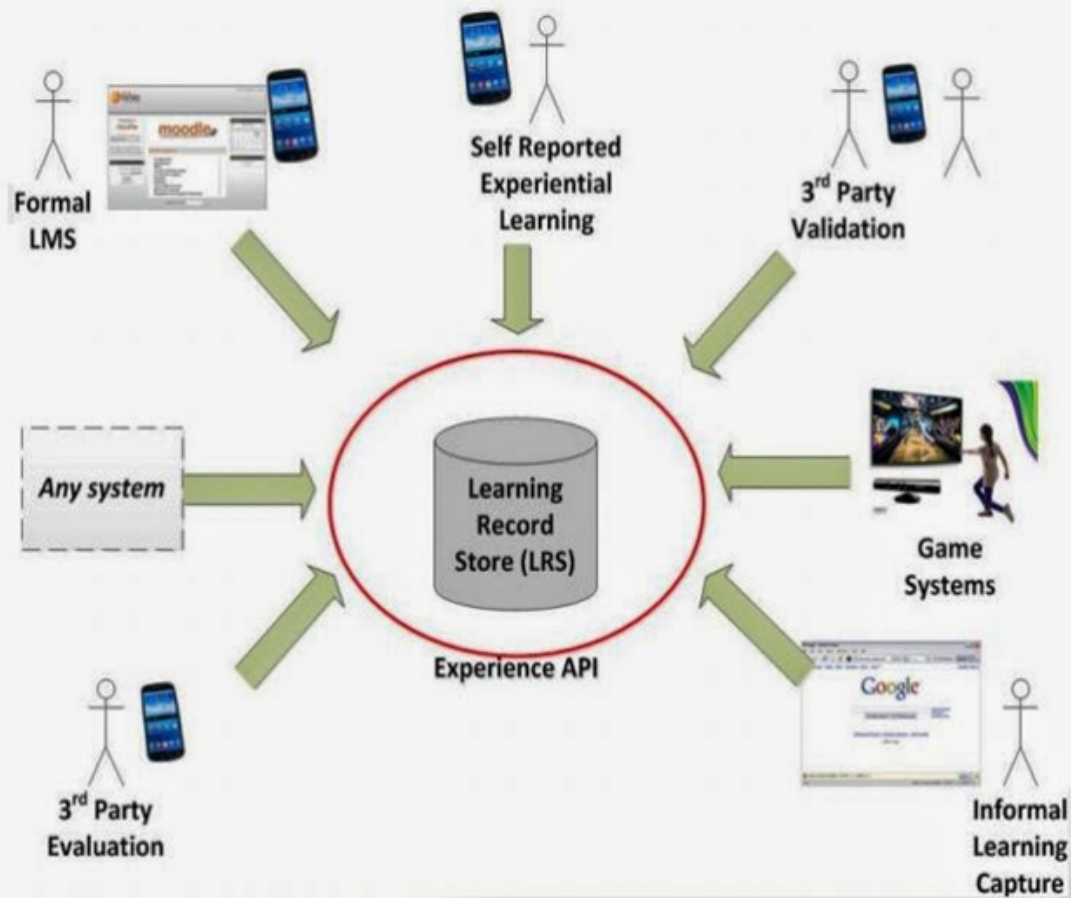 Formal
LMS
moodle
Self Reported
Experiential
Learning
3rd Party
Validation
Any system
Learning
Record
Store (LRS)
Experience API
Game
Systems
3rd Party
Evaluation
Google
Informal
Learning
Capture